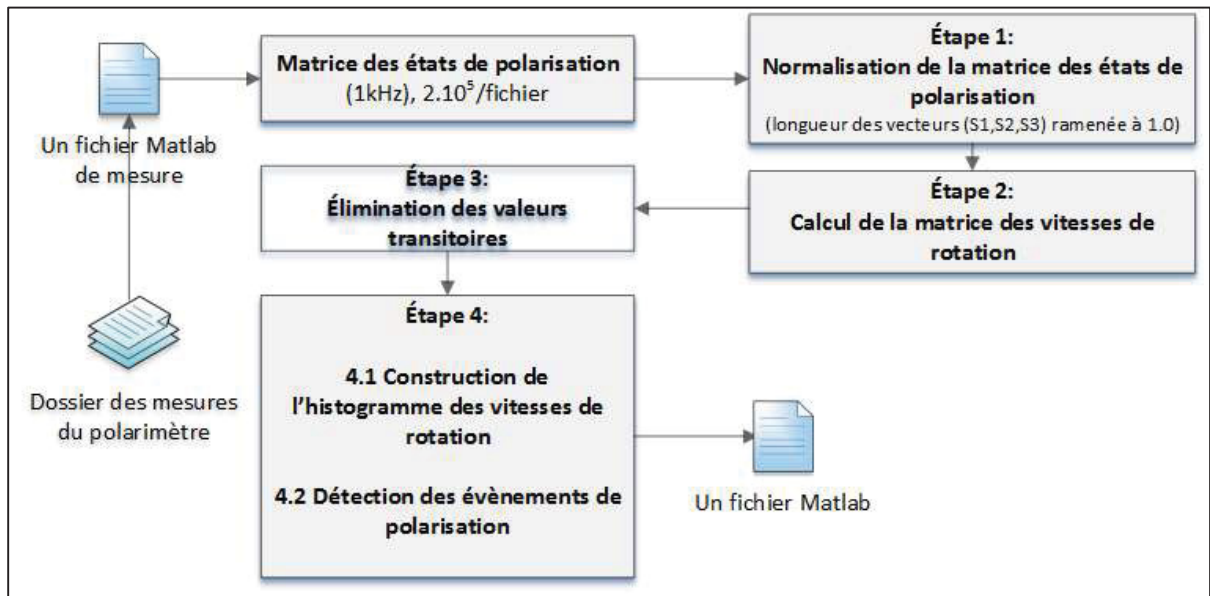 Un fichier Matlab
de mesure
Matrice des états de polarisation
(1kHz), 2.10⁵/fichier
Étape 1:
Normalisation de la matrice des états de
polarisation
(longueur des vecteurs (S1,S2,S3) ramenée à 1.0)
Étape 2:
Calcul de la matrice des vitesses de
rotation
Étape 3:
Élimination des valeurs
transitoires
Étape 4:
4.1 Construction de
l’histogramme des vitesses de
rotation
4.2 Détection des évènements de
polarisation
Dossier des mesures
du polarimètre
Un fichier Matlab